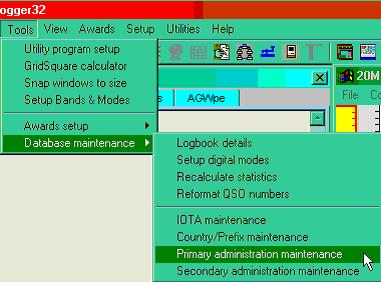 ogger32
Tools View Awards Setup Utilities Help
Utility program setup
GridSquare calculator
Snap windows to size
Setup Bands & Modes
Awards setup
Database maintenance
s AGWpe
20M
File Co
Logbook details
Setup digital modes
Recalculate statistics
Reformat QSO numbers
IOTA maintenance
Country/Prefix maintenance
Primary administration maintenance
Secondary administration maintenance